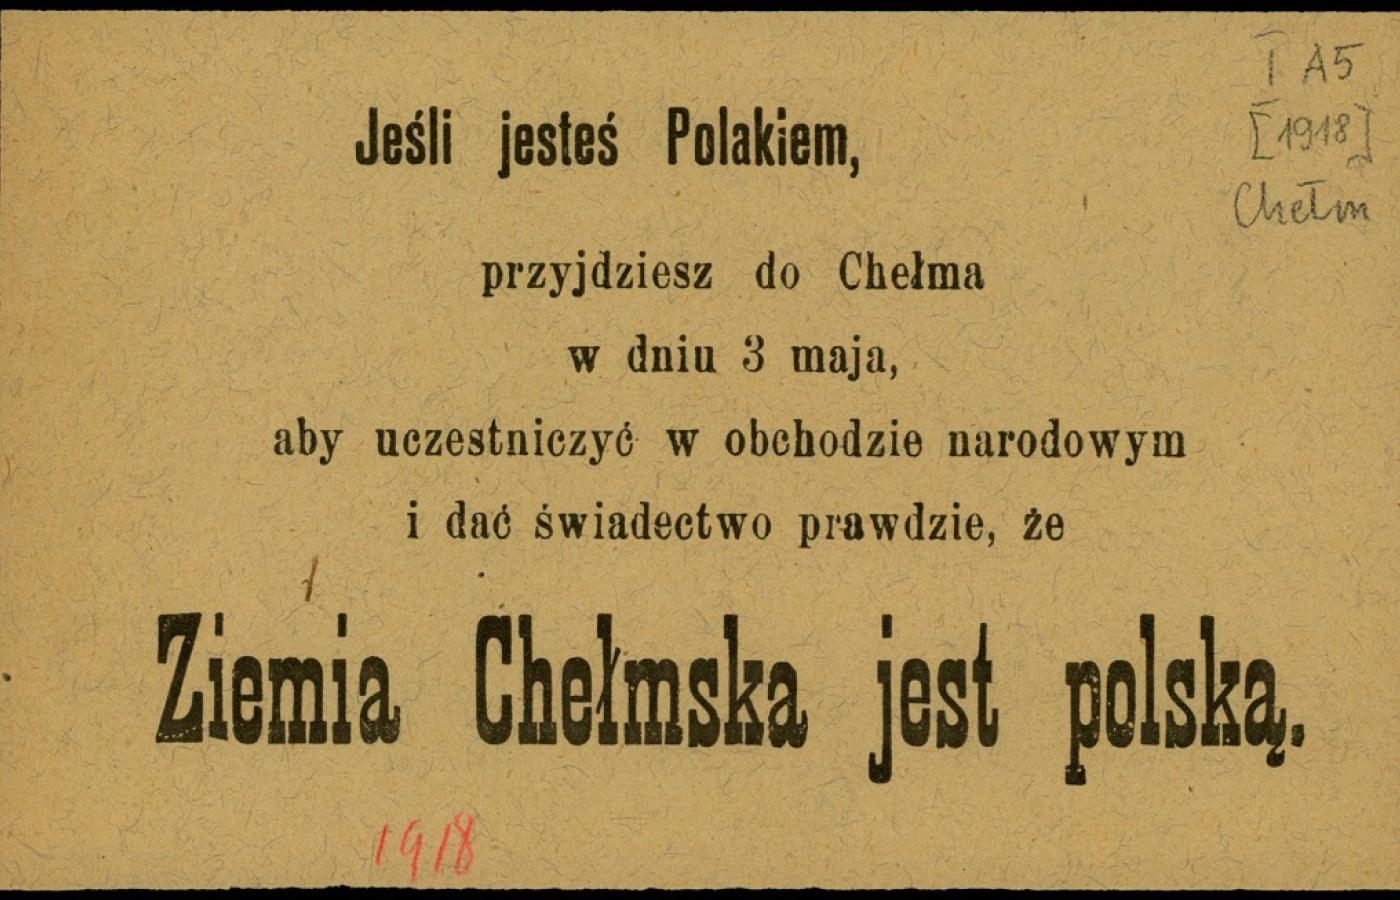 I A5
[1918]
Chełm
Jeśli jesteś Polakiem,
przyjdziesz do Chełma
w dniu 3 maja,
aby uczestniczyć w obchodzie narodowym
i dać świadectwo prawdzie, że
Ziemia Chełmska jest polską.
1918